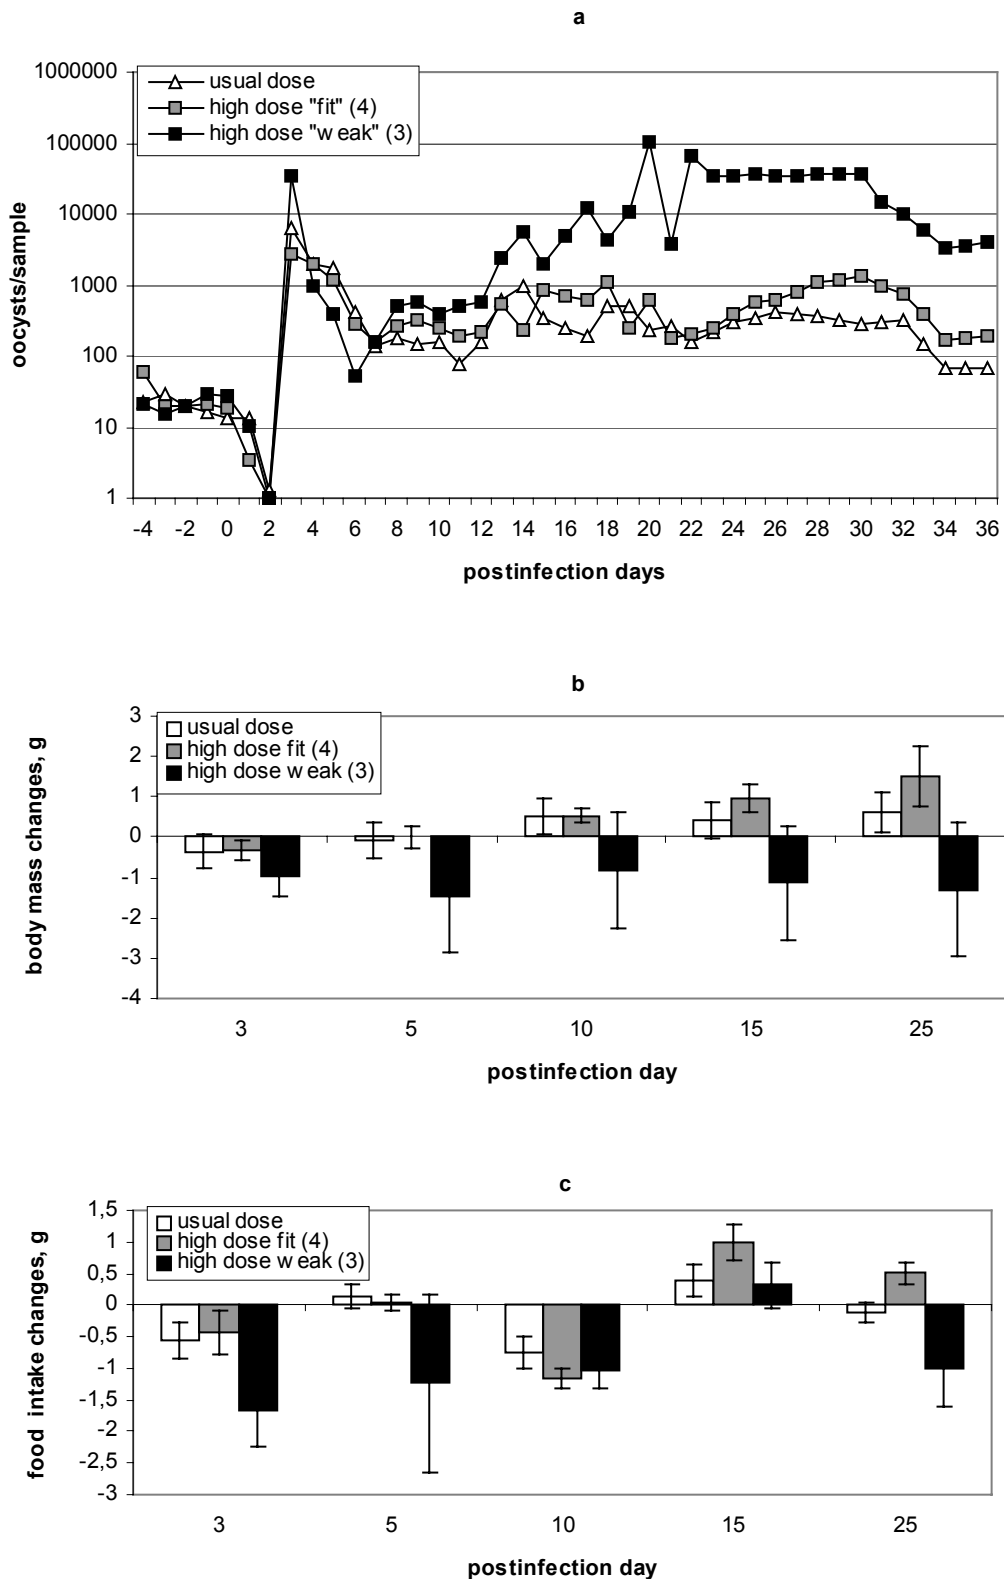 a
1000000
100000
10000
1000
100
10
1
oocysts/sample
usual dose
high dose "fit" (4)
high dose "weak" (3)
-4 -2 0 2 4 6 8 10 12 14 16 18 20 22 24 26 28 30 32 34 36
postinfection days
b
3
2
1
0
-1
-2
-3
-4
body mass changes, g
usual dose
high dose fit (4)
high dose weak (3)
3 5 10 15 25
postinfection day
c
1,5
1
0,5
0
-0,5
-1
-1,5
-2
-2,5
-3
food intake changes, g
usual dose
high dose fit (4)
high dose weak (3)
3 5 10 15 25
postinfection day